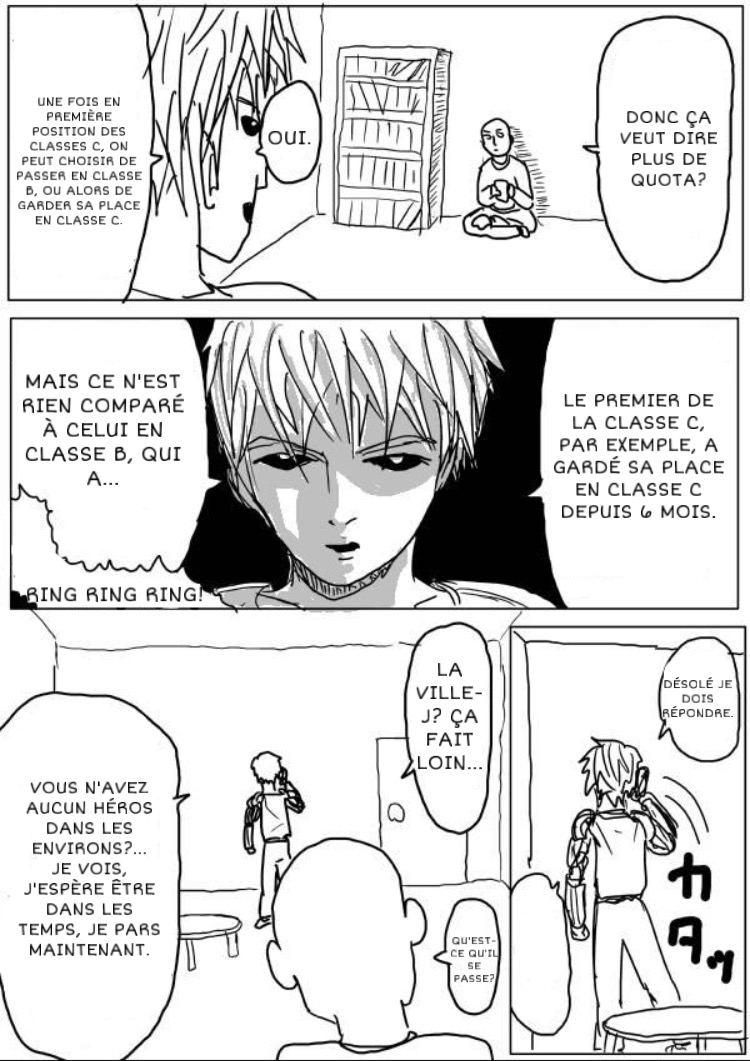 DONC ÇA
VEUT DIRE
PLUS DE
QUOTA?
OUI.
UNE FOIS EN
PREMIÈRE
POSITION DES
CLASSES C, ON
PEUT CHOISIR DE
PASSER EN CLASSE
B, OU ALORS DE
GARDER SA PLACE
EN CLASSE C.
LE PREMIER DE
LA CLASSE C,
PAR EXEMPLE, A
GARDÉ SA PLACE
EN CLASSE C
DEPUIS 6 MOIS.
MAIS CE N'EST
RIEN COMPARÉ
À CELUI EN
CLASSE B, QUI
A...
RING RING RING!
DÉSOLÉ JE
DOIS
RÉPONDRE.
カタッ
LA
VILLE-
J? ÇA
FAIT
LOIN...
VOUS N'AVEZ
AUCUN HÉROS
DANS LES
ENVIRONS?...
JE VOIS,
J'ESPÈRE ÊTRE
DANS LES
TEMPS, JE PARS
MAINTENANT.
QU'EST-
CE QU'IL
SE
PASSE?